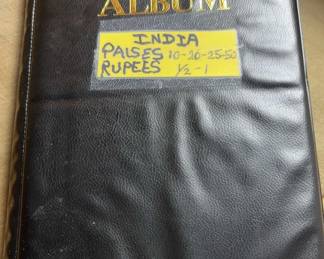 ALBUM
INDIA
PAISES 10-20-25-50
RUPEES 1/2-1